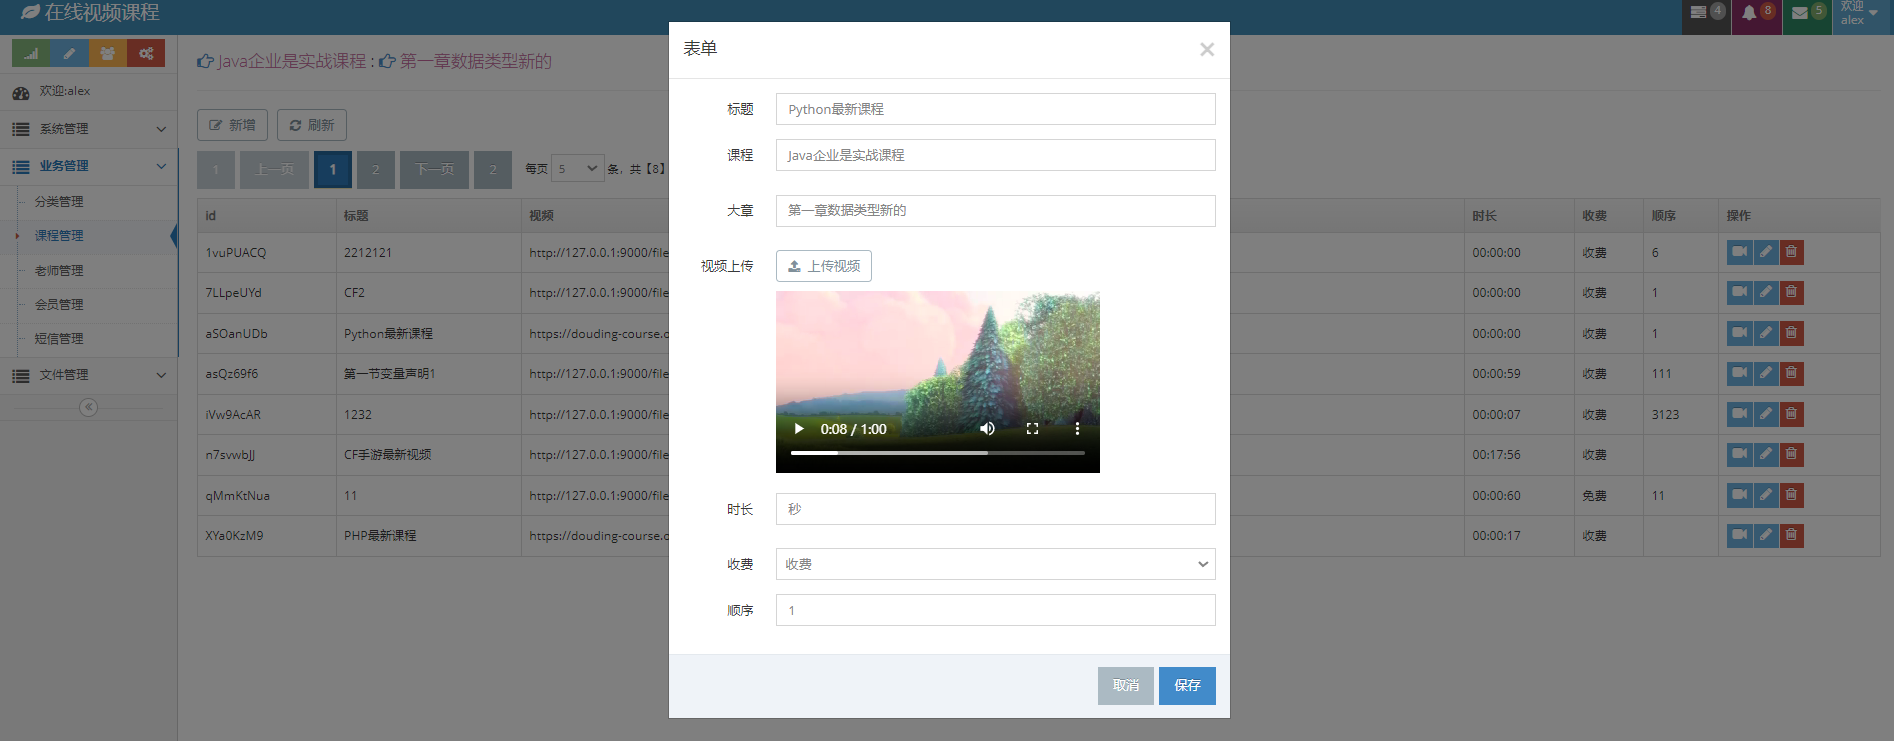 在线视频课程
4
8
5
欢迎
alex
欢迎:alex
系统管理
业务管理
分类管理
课程管理
老师管理
会员管理
短信管理
文件管理
Java企业是实战课程 : 第一章数据类型新的
新增 刷新
1 上一页 1 2 下一页 2 每页 5 条，共【8】
id 标题 视频 时长 收费 顺序 操作
1vuPUACQ 2212121 http://127.0.0.1:9000/file 00:00:00 收费 6
7LLpeUYd CF2 http://127.0.0.1:9000/file 00:00:00 收费 1
aSOanUDb Python最新课程 https://douding-course.o 00:00:00 收费 1
asQz69f6 第一节变量声明1 http://127.0.0.1:9000/file 00:00:59 收费 111
iVw9AcAR 1232 http://127.0.0.1:9000/file 00:00:07 收费 3123
n7svwbJJ CF手游最新视频 http://127.0.0.1:9000/file 00:17:56 收费
qMmKtNua 11 http://127.0.0.1:9000/file 00:00:60 免费 11
XYa0KzM9 PHP最新课程 https://douding-course.o 00:00:17 收费
表单 ×
标题 Python最新课程
课程 Java企业是实战课程
大章 第一章数据类型新的
视频上传 上传视频
0:08 / 1:00
时长 秒
收费 收费
顺序 1
取消 保存